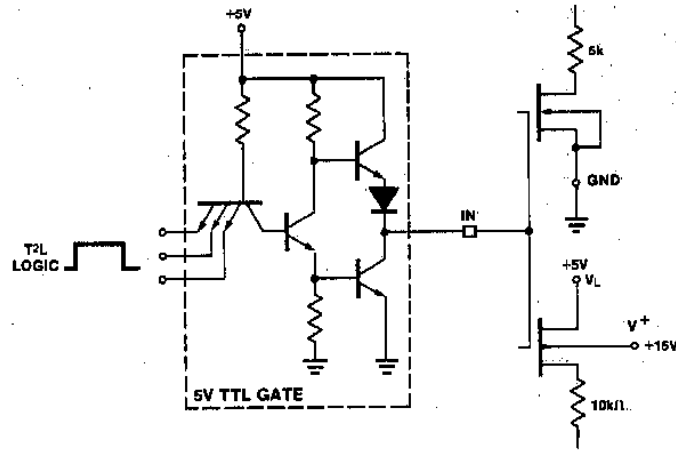 +5V
5k
GND
T²L
LOGIC
IN
+5V
VL
V+
+15V
10kΩ
5V TTL GATE